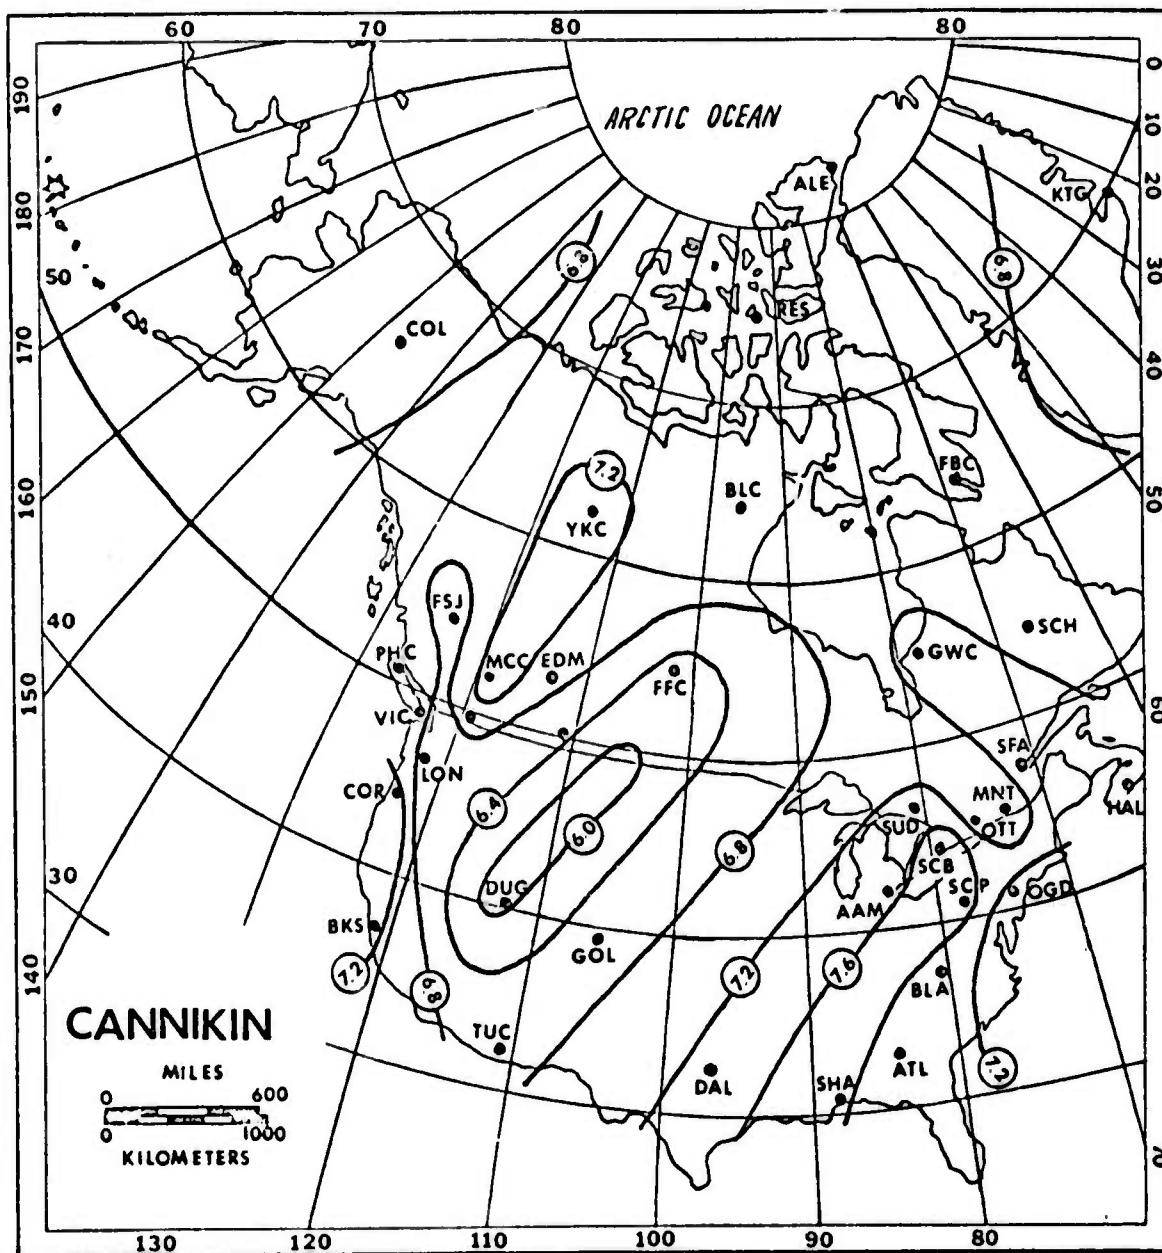 60 70 80 80
190 0
ARCTIC OCEAN
10
ALE
180 20
KTG
50 6.8 6.8 30
RES
COL
170 40
7.2 FBC
YKC BLC
160 50
FSJ
SCH
40 PHC MCC EDM FFC GWC
150 VIC 60
SFA
LON
COR 6.4 MNT HAL
6.0 6.8 SUD OTT
SCB
30 DUG AAM SCP OGD
BKS
GOL
140 7.2 6.8 7.2 7.6 BLA
CANNIKIN
TUC
MILES
0 600 DAL SHA ATL 7.2
0 1000
KILOMETERS
70
130 120 110 100 90 80